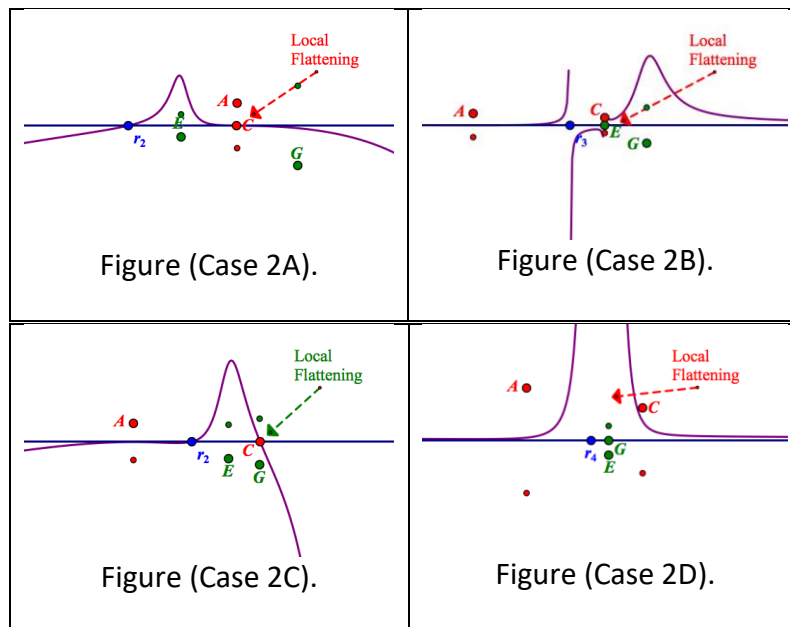 Local
Flattening
A
E
C
r2
G
Figure (Case 2A).
Local
Flattening
A
C
E
r3
G
Figure (Case 2B).
Local
Flattening
A
r2
C
E
G
Figure (Case 2C).
Local
Flattening
A
C
r4
G
E
Figure (Case 2D).